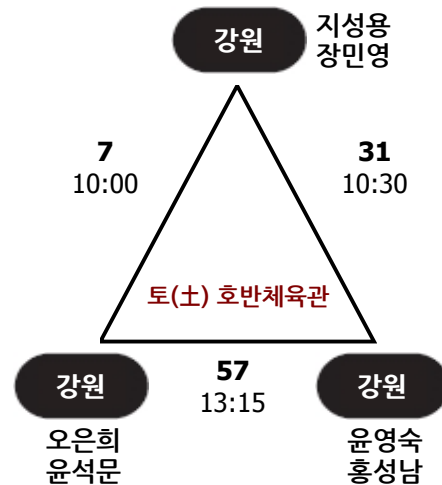 강원
지성용
장민영
7
10:00
31
10:30
토(土) 호반체육관
57
13:15
강원
오은희
윤석문
강원
윤영숙
홍성남